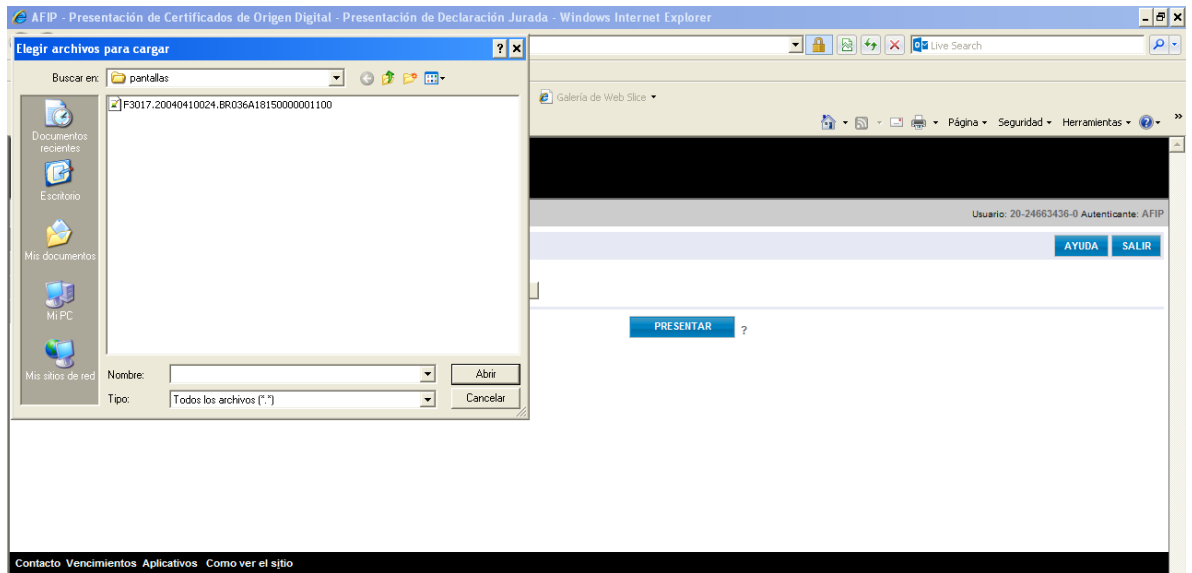 AFIP - Presentación de Certificados de Origen Digital - Presentación de Declaración Jurada - Windows Internet Explorer
Elegir archivos para cargar
Live Search
Buscar en: pantallas
Galería de Web Slice
F3017.20040410024.BR036A18150000001100
Página Seguridad Herramientas »
Documentos recientes
Escritorio
Mis documentos
Mi PC
Mis sitios de red
Usuario: 20-24663436-0 Autenticante: AFIP
AYUDA SALIR
PRESENTAR ?
Nombre: Abrir
Tipo: Todos los archivos (*.*) Cancelar
Contacto Vencimientos Aplicativos Como ver el sitio